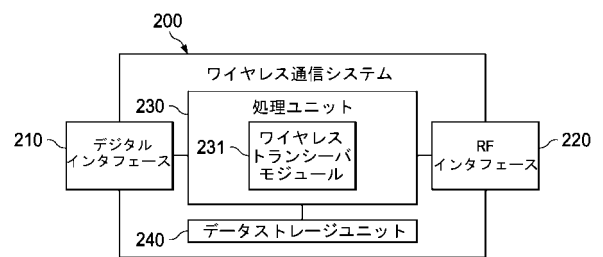 200
ワイヤレス通信システム
230
処理ユニット
210
デジタル
インタフェース
231
ワイヤレス
トランシーバ
モジュール
RF
インタフェース
220
240
データストレージユニット